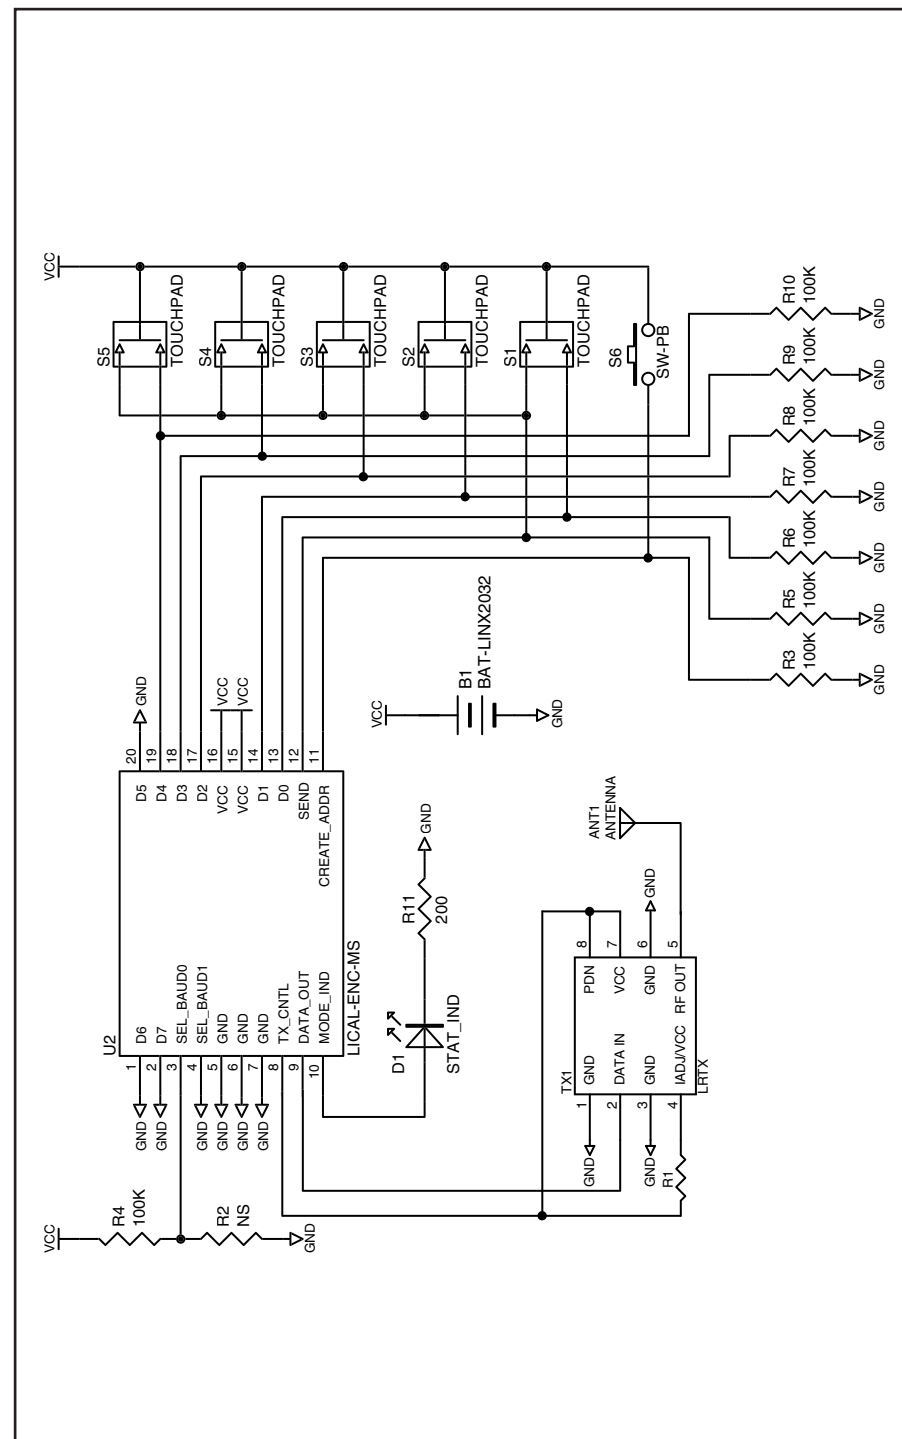 VCC
S5
TOUCHPAD
S4
TOUCHPAD
S3
TOUCHPAD
S2
TOUCHPAD
S1
TOUCHPAD
S6
SW-PB
R10
100K
GND
R9
100K
GND
R8
100K
GND
R7
100K
GND
R6
100K
GND
R5
100K
GND
R3
100K
GND
VCC
B1
BAT-LINX2032
GND
U2
LICAL-ENC-MS
1
D6
GND
2
D7
GND
3
SEL_BAUD0
4
SEL_BAUD1
GND
5
GND
GND
6
GND
GND
7
GND
GND
8
TX_CNTL
9
DATA_OUT
10
MODE_IND
20
D5
GND
19
D4
18
D3
17
D2
16
VCC
VCC
15
VCC
VCC
14
D1
13
D0
12
SEND
11
CREATE_ADDR
VCC
R4
100K
R2
NS
GND
D1
STAT_IND
R11
200
GND
TX1
LRTX
1
GND
GND
2
DATA IN
3
GND
GND
4
IADJ/VCC
R1
8
PDN
7
VCC
6
GND
GND
5
RF OUT
ANT1
ANTENNA